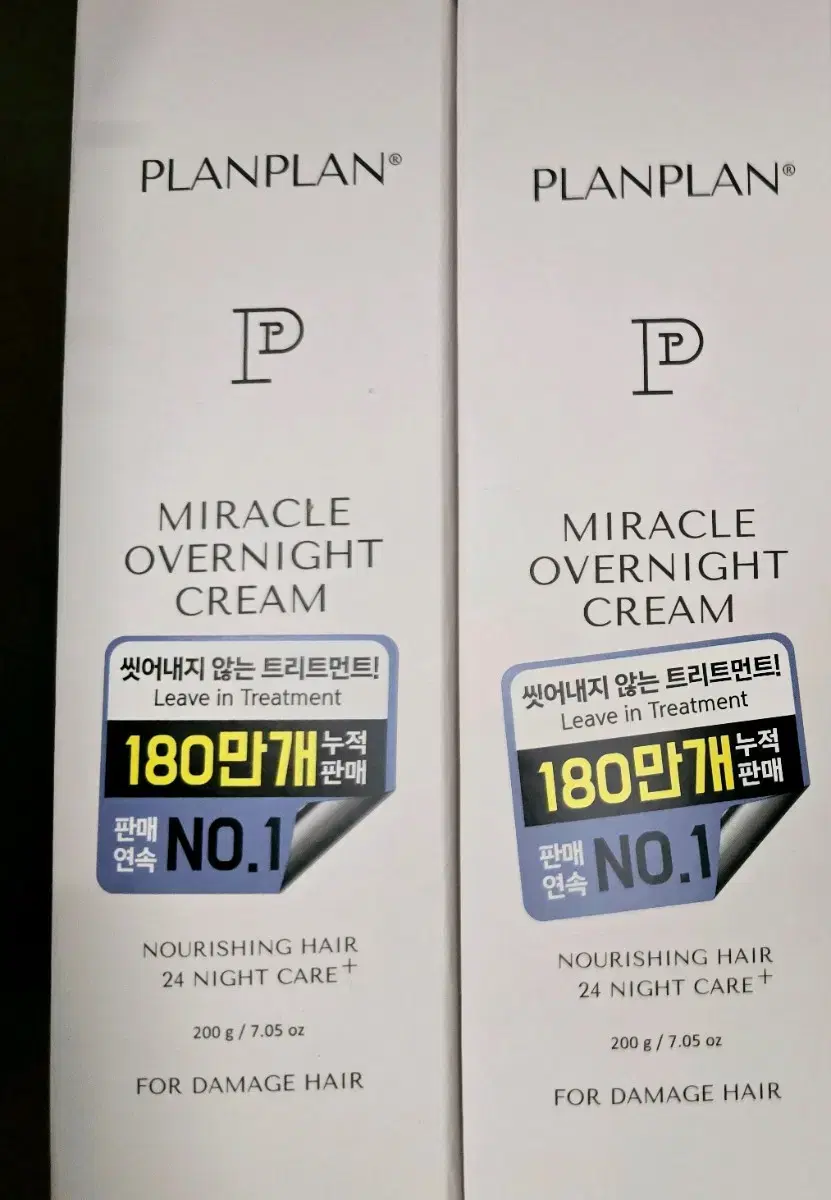 PLANPLAN®
P
MIRACLE
OVERNIGHT
CREAM
씻어내지 않는 트리트먼트!
Leave in Treatment
180만개 누적 판매
판매 연속 NO.1
NOURISHING HAIR
24 NIGHT CARE+
200 g / 7.05 oz
FOR DAMAGE HAIR
PLANPLAN®
P
MIRACLE
OVERNIGHT
CREAM
씻어내지 않는 트리트먼트!
Leave in Treatment
180만개 누적 판매
판매 연속 NO.1
NOURISHING HAIR
24 NIGHT CARE+
200 g / 7.05 oz
FOR DAMAGE HAIR